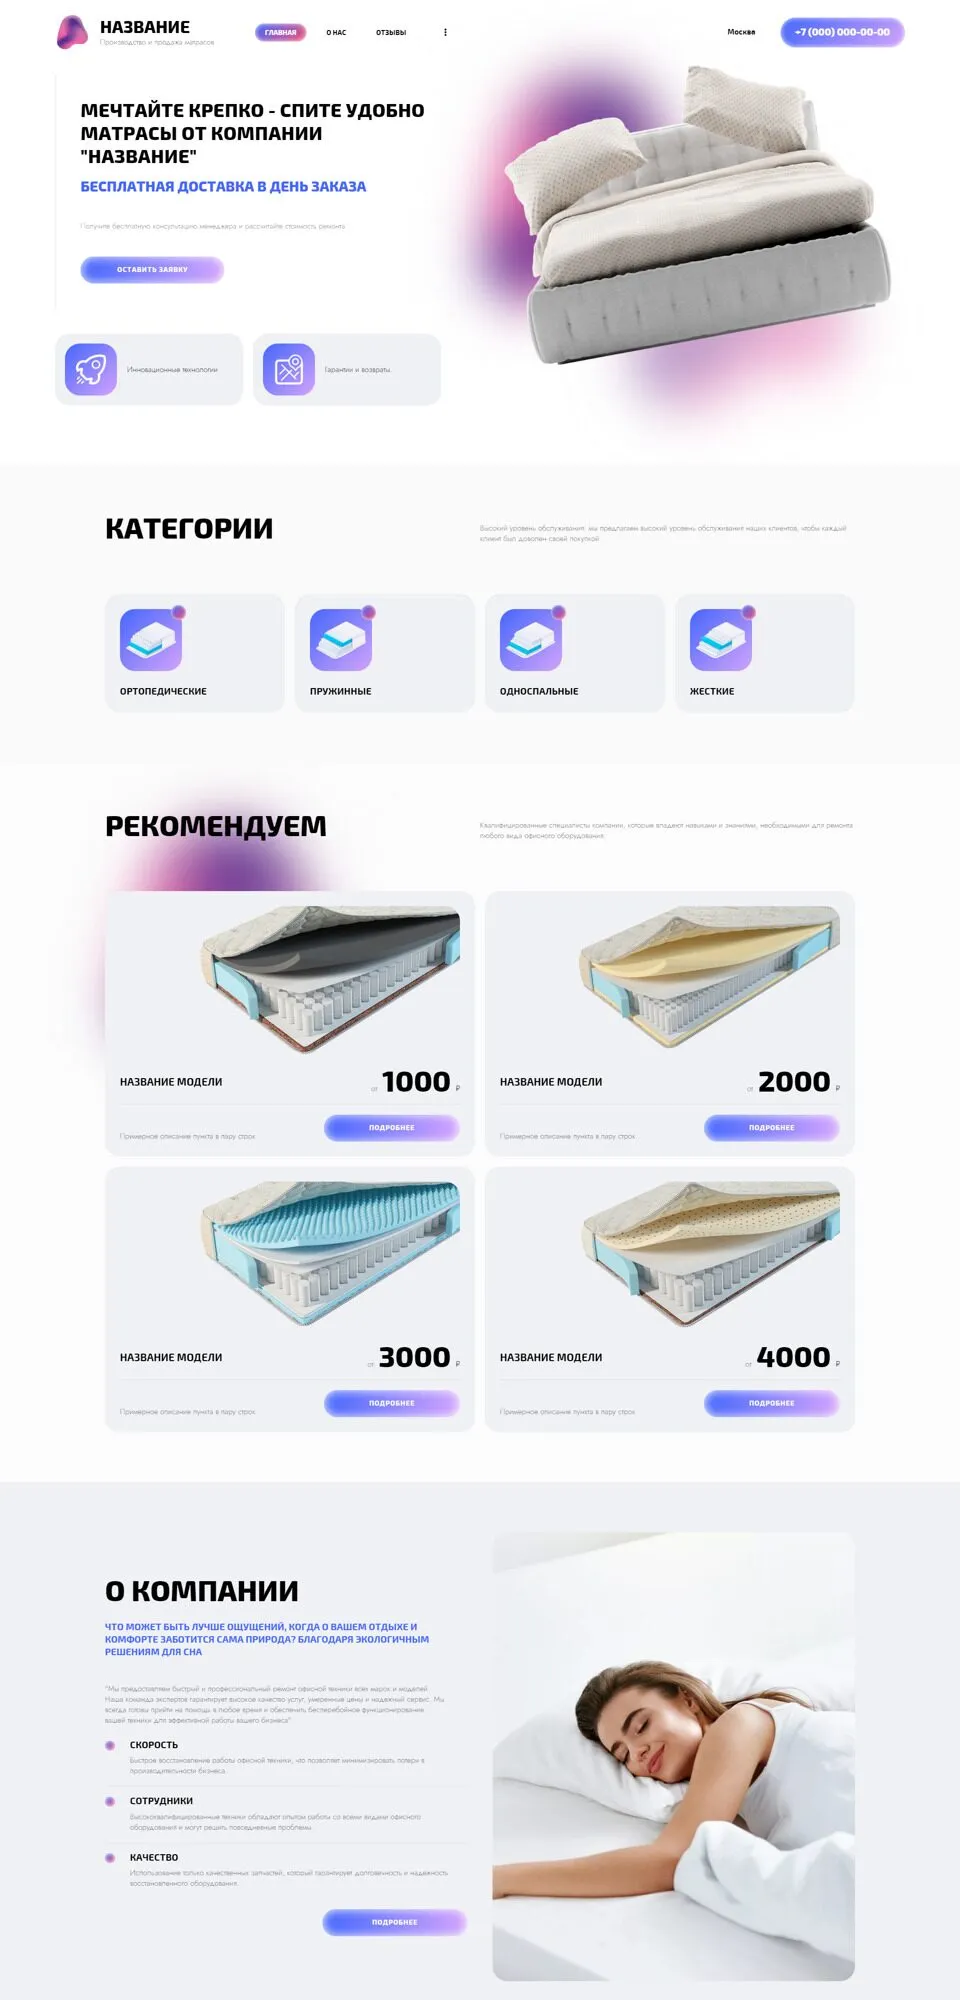 НАЗВАНИЕ
Производство и продажа матрасов
ГЛАВНАЯ
О НАС
ОТЗЫВЫ
Москва
+7 (000) 000-00-00
МЕЧТАЙТЕ КРЕПКО - СПИТЕ УДОБНО
МАТРАСЫ ОТ КОМПАНИИ
"НАЗВАНИЕ"
БЕСПЛАТНАЯ ДОСТАВКА В ДЕНЬ ЗАКАЗА
Получите бесплатную консультацию менеджера и рассчитайте стоимость ремонта
ОСТАВИТЬ ЗАЯВКУ
Инновационные технологии
Гарантии и возвраты.
КАТЕГОРИИ
Высокий уровень обслуживания: мы предлагаем высокий уровень обслуживания наших клиентов, чтобы каждый
клиент был доволен своей покупкой
ОРТОПЕДИЧЕСКИЕ
ПРУЖИННЫЕ
ОДНОСПАЛЬНЫЕ
ЖЕСТКИЕ
РЕКОМЕНДУЕМ
Квалифицированные специалисты компании, которые владеют навыками и знаниями, необходимыми для ремонта
любого вида офисного оборудования.
НАЗВАНИЕ МОДЕЛИ
от 1000 ₽
Примерное описание пункта в пару строк
ПОДРОБНЕЕ
НАЗВАНИЕ МОДЕЛИ
от 2000 ₽
Примерное описание пункта в пару строк
ПОДРОБНЕЕ
НАЗВАНИЕ МОДЕЛИ
от 3000 ₽
Примерное описание пункта в пару строк
ПОДРОБНЕЕ
НАЗВАНИЕ МОДЕЛИ
от 4000 ₽
Примерное описание пункта в пару строк
ПОДРОБНЕЕ
О КОМПАНИИ
ЧТО МОЖЕТ БЫТЬ ЛУЧШЕ ОЩУЩЕНИЙ, КОГДА О ВАШЕМ ОТДЫХЕ И
КОМФОРТЕ ЗАБОТИТСЯ САМА ПРИРОДА? БЛАГОДАРЯ ЭКОЛОГИЧНЫМ
РЕШЕНИЯМ ДЛЯ СНА
"Мы предоставляем быстрый и профессиональный ремонт офисной техники всех марок и моделей.
Наша команда экспертов гарантирует высокое качество услуг, умеренные цены и надежный сервис. Мы
всегда готовы прийти на помощь в любое время и обеспечить бесперебойное функционирование
вашей техники для эффективной работы вашего бизнеса"
СКОРОСТЬ
Быстрое восстановление работы офисной техники, что позволяет минимизировать потери в
производительности бизнеса.
СОТРУДНИКИ
Высококвалифицированные техники обладают опытом работы со всеми видами офисного
оборудования и могут решить повседневные проблемы.
КАЧЕСТВО
Использование только качественных запчастей, который гарантирует долговечность и надежность
восстановленного оборудования.
ПОДРОБНЕЕ